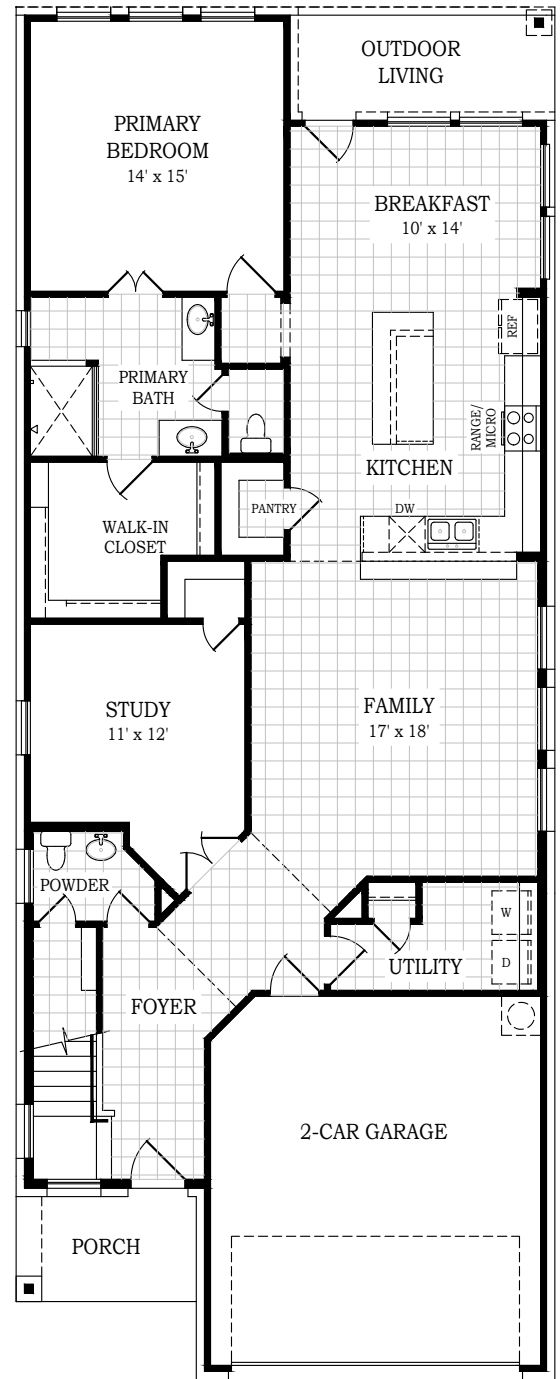 OUTDOOR
LIVING
PRIMARY
BEDROOM
14' x 15'
BREAKFAST
10' x 14'
REF
PRIMARY
BATH
RANGE/
MICRO
KITCHEN
PANTRY
DW
WALK-IN
CLOSET
STUDY
11' x 12'
FAMILY
17' x 18'
POWDER
W
UTILITY
D
FOYER
2-CAR GARAGE
PORCH